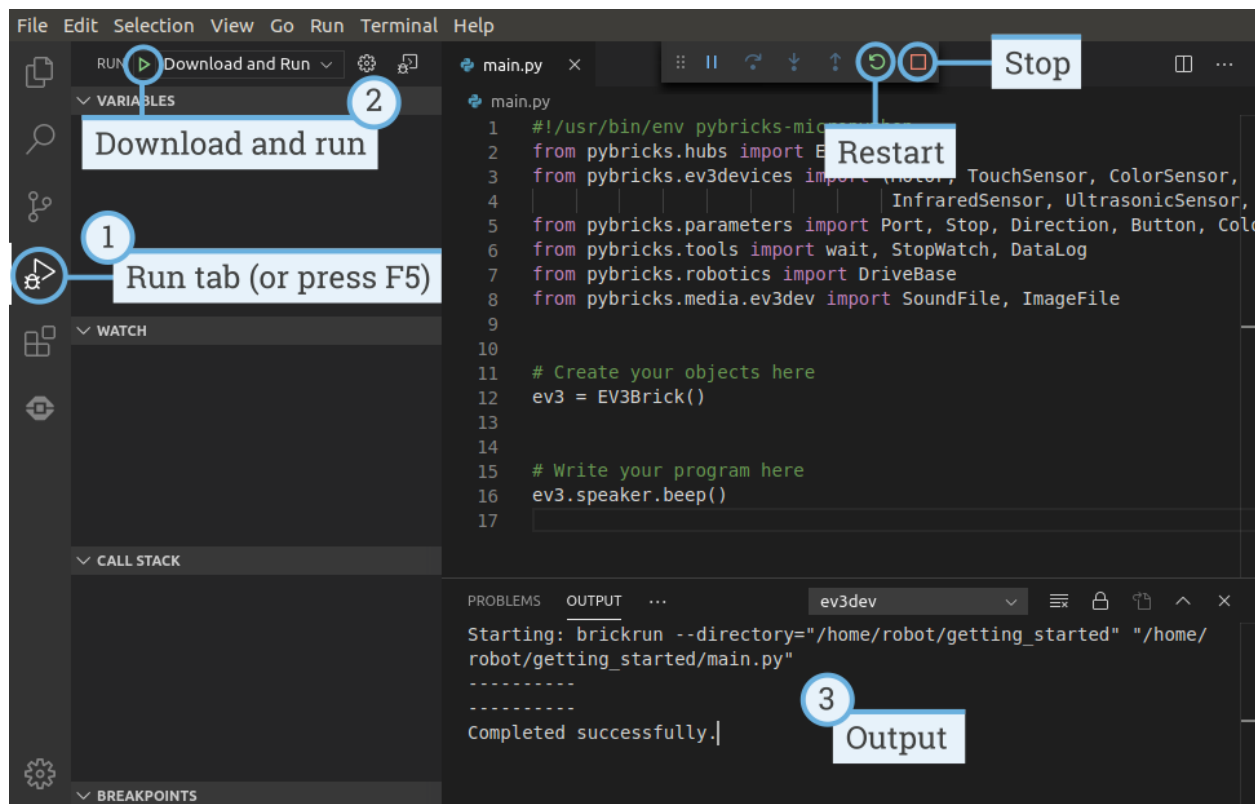 File Edit Selection View Go Run Terminal Help
RUN Download and Run
main.py
Stop
2
VARIABLES
main.py
Download and run
Restart
1 #!/usr/bin/env
2 from pybricks.hubs import
3 from pybricks.ev3devices TouchSensor, ColorSensor,
4 InfraredSensor, UltrasonicSensor,
5 from pybricks.parameters import Port, Stop, Direction, Button,
6 from pybricks.tools import wait, StopWatch, DataLog
7 from pybricks.robotics import DriveBase
8 from pybricks.media.ev3dev import SoundFile, ImageFile
9
10
11 # Create your objects here
12 ev3 = EV3Brick()
13
14
15 # Write your program here
16 ev3.speaker.beep()
17
1
Run tab (or press F5)
WATCH
CALL STACK
BREAKPOINTS
PROBLEMS OUTPUT ··· ev3dev
Starting: brickrun --directory="/home/robot/getting_started" "/home/
robot/getting_started/main.py"
----------
----------
Completed successfully.
3
Output